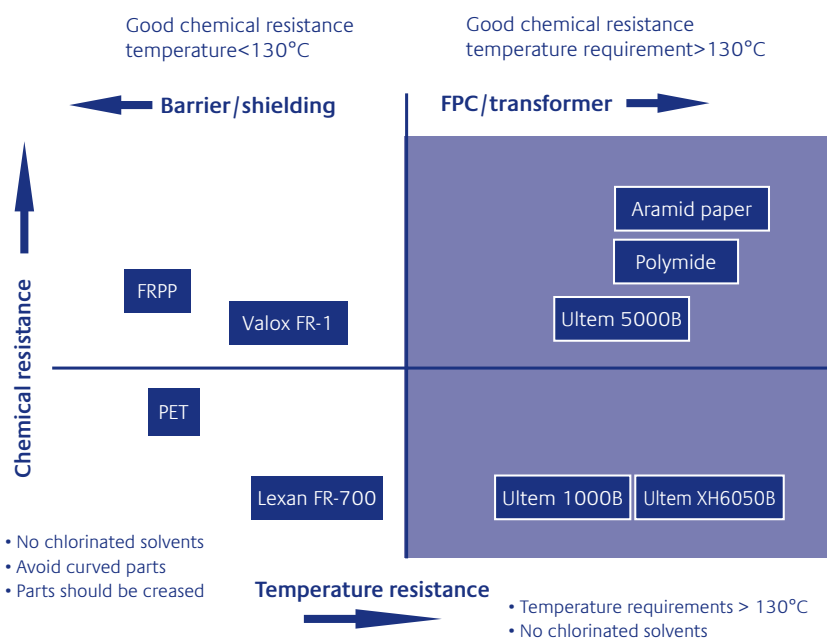 Good chemical resistance
temperature<130°C
Good chemical resistance
temperature requirement>130°C
Barrier/shielding
FPC/transformer
Chemical resistance
Aramid paper
Polymide
FRPP
Valox FR-1
Ultem 5000B
PET
Lexan FR-700
Ultem 1000B
Ultem XH6050B
• No chlorinated solvents
• Avoid curved parts
• Parts should be creased
Temperature resistance
• Temperature requirements > 130°C
• No chlorinated solvents